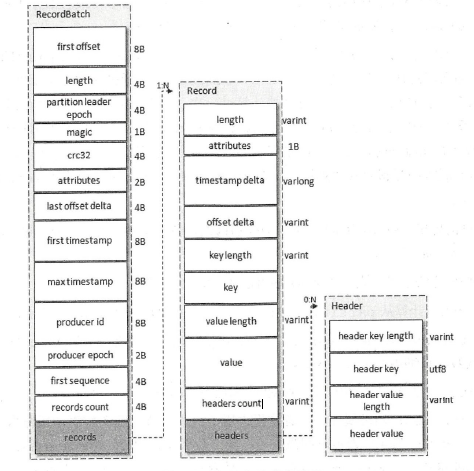 RecordBatch
first offset
8B
length
4B
partition leader
epoch
4B
magic
1B
crc32
4B
attributes
2B
last offset delta
4B
first timestamp
8B
max timestamp
8B
producer id
8B
producer epoch
2B
first sequence
4B
records count
4B
records
1:N
Record
length
varint
attributes
1B
timestamp delta
varlong
offset delta
varint
key length
varint
key
value length
varint
value
headers count
varint
headers
0:N
Header
header key length
varint
header key
utf8
header value
length
varint
header value